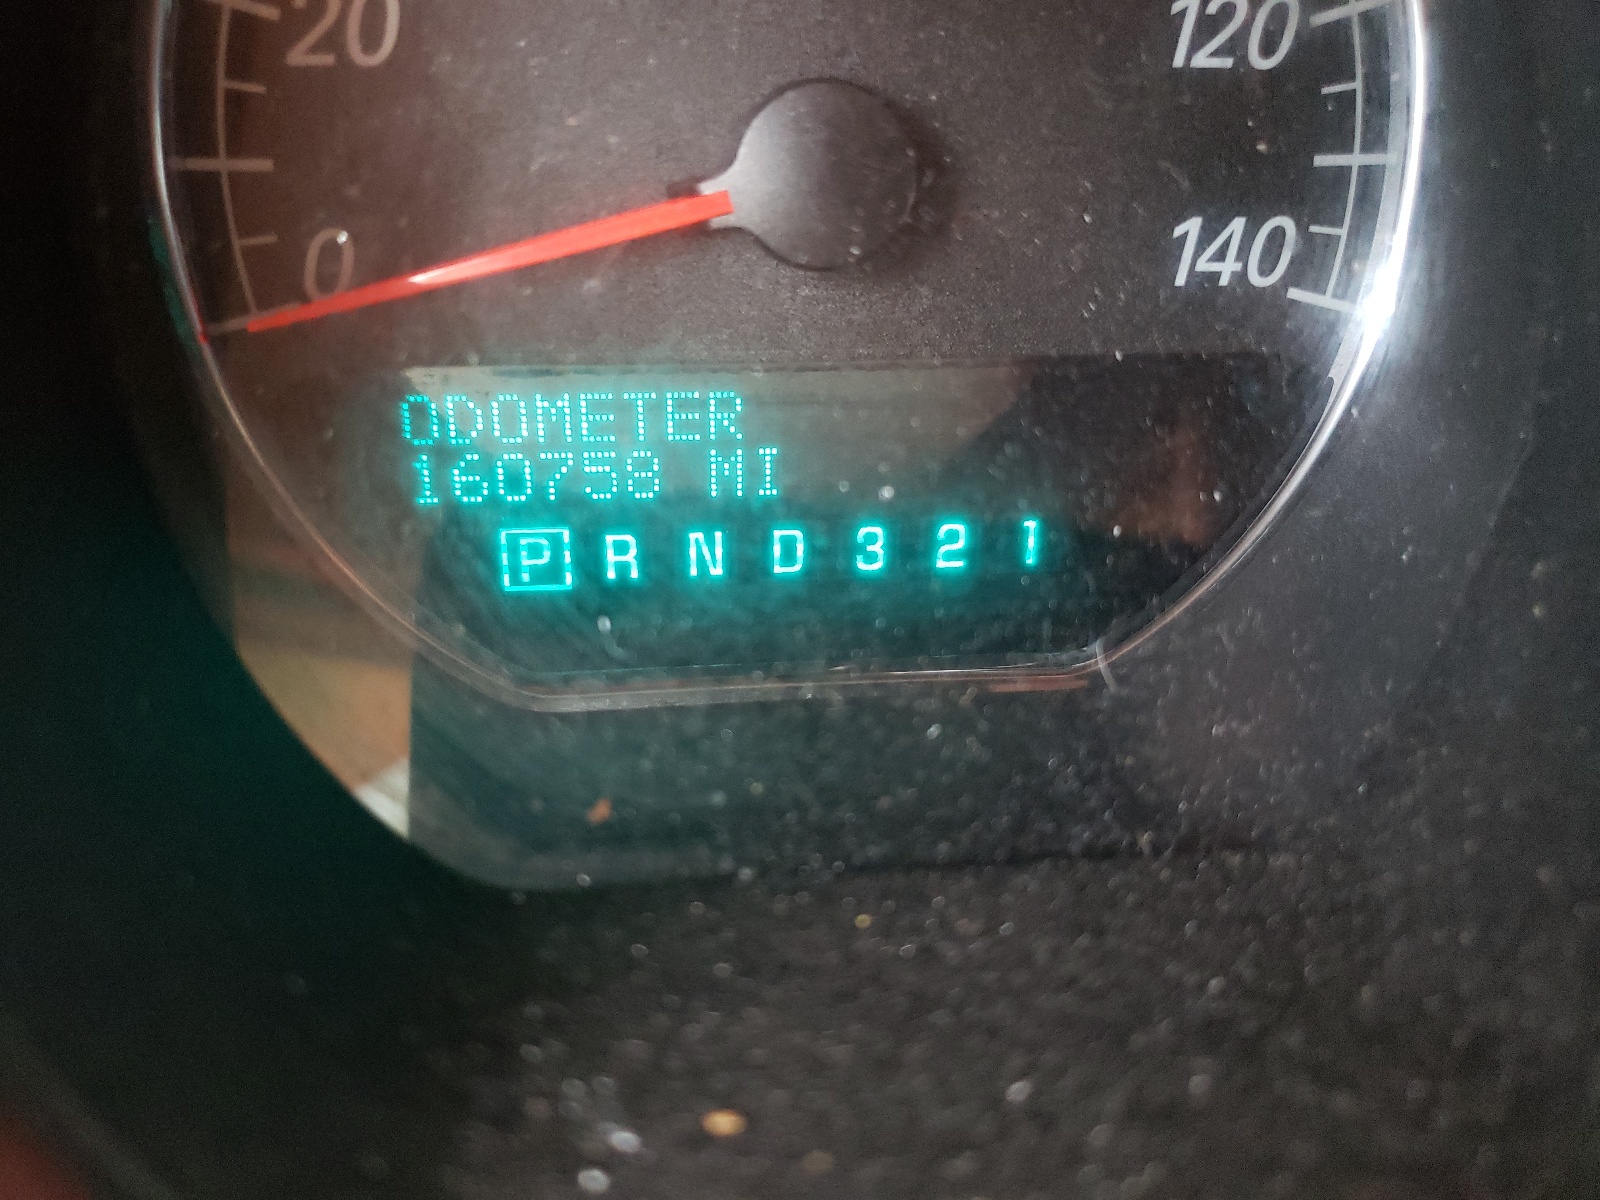 20 120
0 140
ODOMETER
160758 MI
P R N D 3 2 1